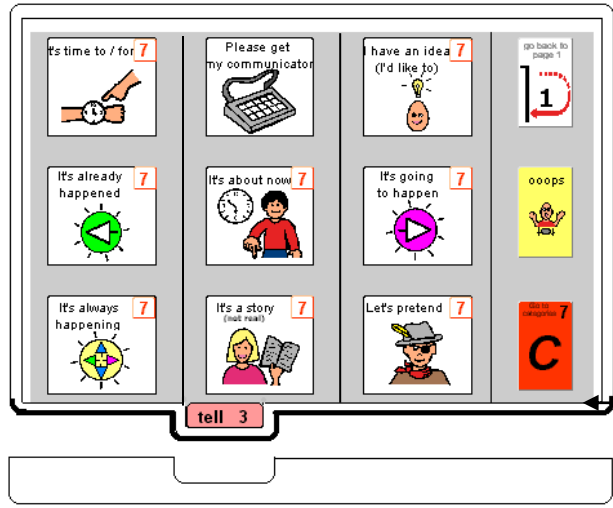 t's time to / for 7
Please get
my communicator
I have an idea 7
(I'd like to)
go back to
page 1
1
It's already 7
happened
It's about now 7
It's going 7
to happen
ooops
It's always 7
happening
It's a story 7
(not real)
Let's pretend 7
Go to
categories 7
C
tell 3